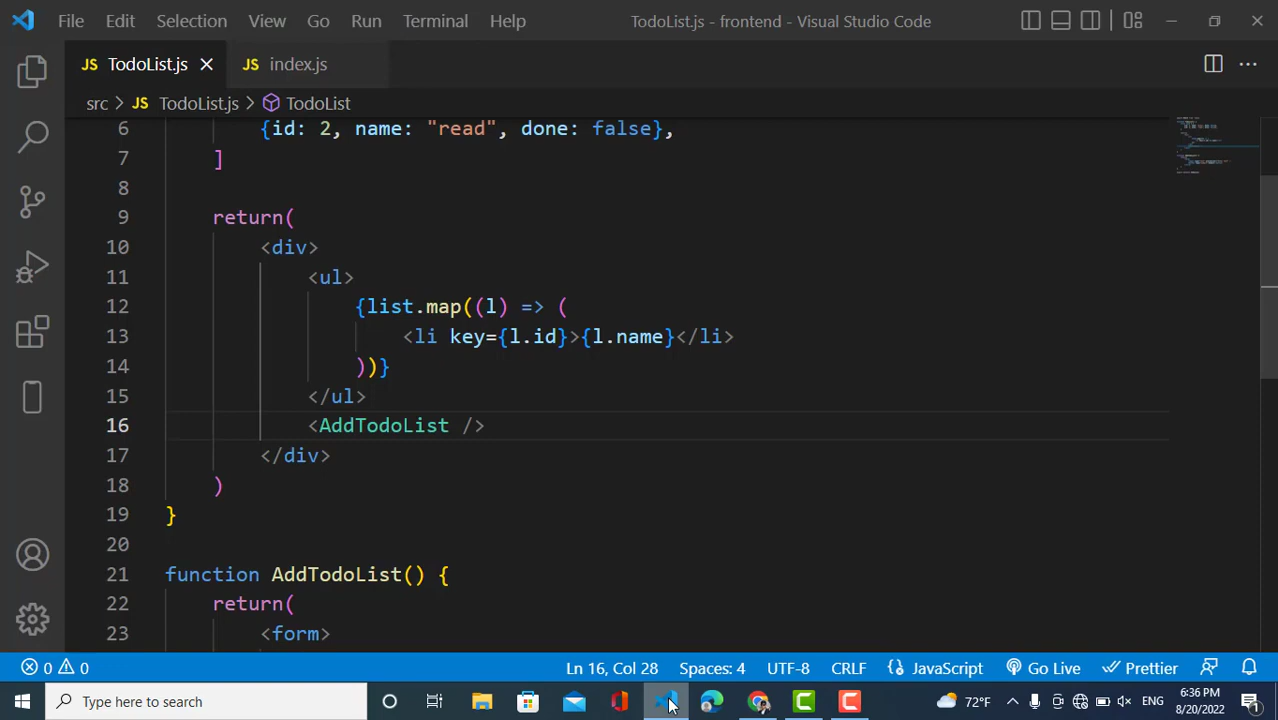 File Edit Selection View Go Run Terminal Help TodoList.js - frontend - Visual Studio Code
JS TodoList.js JS index.js
src JS TodoList.js TodoList
6 {id: 2, name: "read", done: false},
7 ]
8
9 return(
10 <div>
11 <ul>
12 {list.map((l) => (
13 <li key={l.id}>{l.name}</li>
14 ))}
15 </ul>
16 <AddTodoList />
17 </div>
18 )
19 }
20
21 function AddTodoList() {
22 return(
23 <form>
0 0 Ln 16, Col 28 Spaces: 4 UTF-8 CRLF JavaScript Go Live Prettier
Type here to search 72°F ENG 6:36 PM
8/20/2022
1